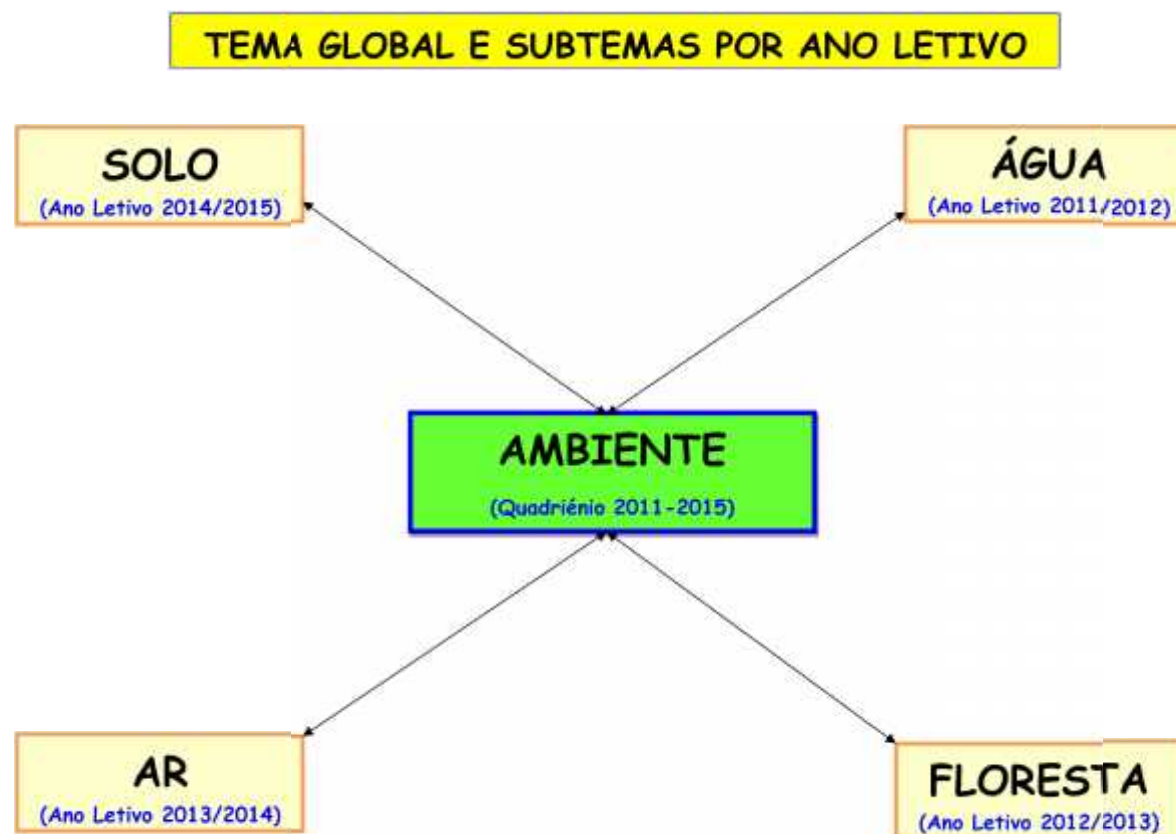 TEMA GLOBAL E SUBTEMAS POR ANO LETIVO
SOLO
(Ano Letivo 2014/2015)
ÁGUA
(Ano Letivo 2011/2012)
AMBIENTE
(Quadriénio 2011-2015)
AR
(Ano Letivo 2013/2014)
FLORESTA
(Ano Letivo 2012/2013)